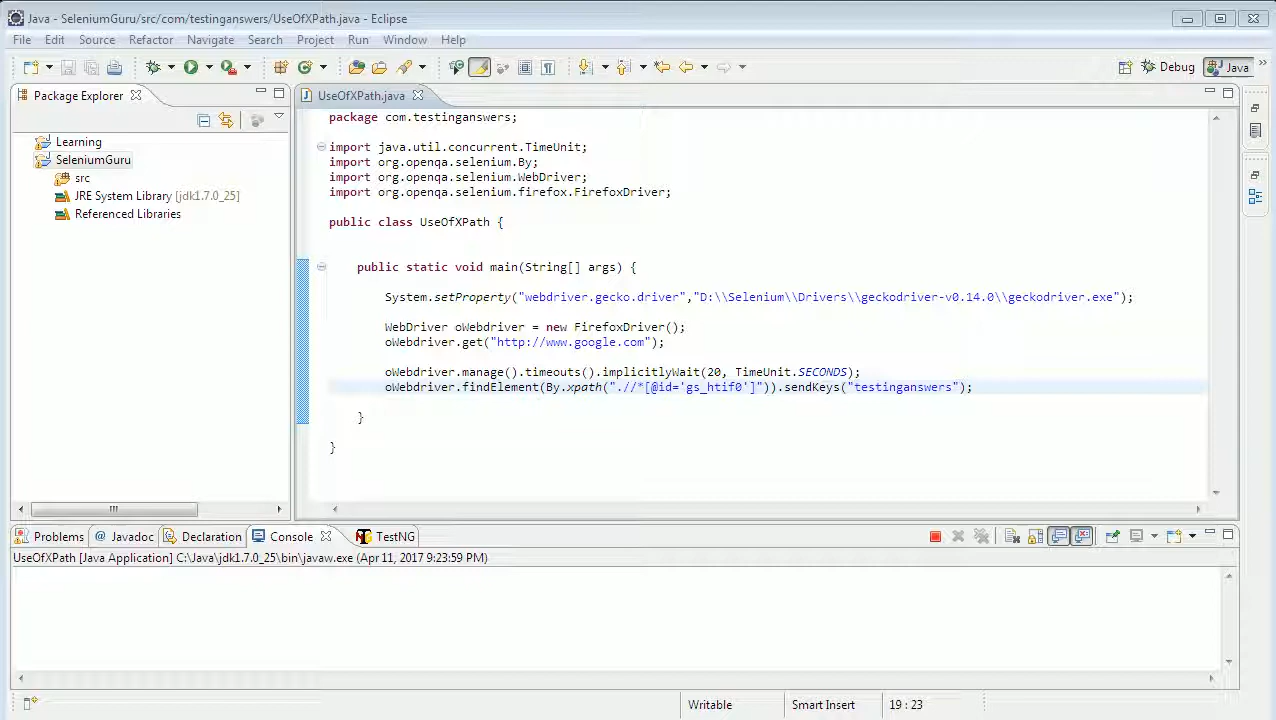 Java - SeleniumGuru/src/com/testinganswers/UseOfXPath.java - Eclipse
File Edit Source Refactor Navigate Search Project Run Window Help
Debug Java
Package Explorer
UseOfXPath.java
Learning
SeleniumGuru
src
JRE System Library [jdk1.7.0_25]
Referenced Libraries
package com.testinganswers;
import java.util.concurrent.TimeUnit;
import org.openqa.selenium.By;
import org.openqa.selenium.WebDriver;
import org.openqa.selenium.firefox.FirefoxDriver;
public class UseOfXPath {
public static void main(String[] args) {
System.setProperty("webdriver.gecko.driver","D:\\Selenium\\Drivers\\geckodriver-v0.14.0\\geckodriver.exe");
WebDriver oWebdriver = new FirefoxDriver();
oWebdriver.get("http://www.google.com");
oWebdriver.manage().timeouts().implicitlyWait(20, TimeUnit.SECONDS);
oWebdriver.findElement(By.xpath(".//*[@id='gs_htif0']")).sendKeys("testinganswers");
}
}
Problems @ Javadoc Declaration Console TestNG
UseOfXPath [Java Application] C:\Java\jdk1.7.0_25\bin\javaw.exe (Apr 11, 2017 9:23:59 PM)
Writable Smart Insert 19 : 23